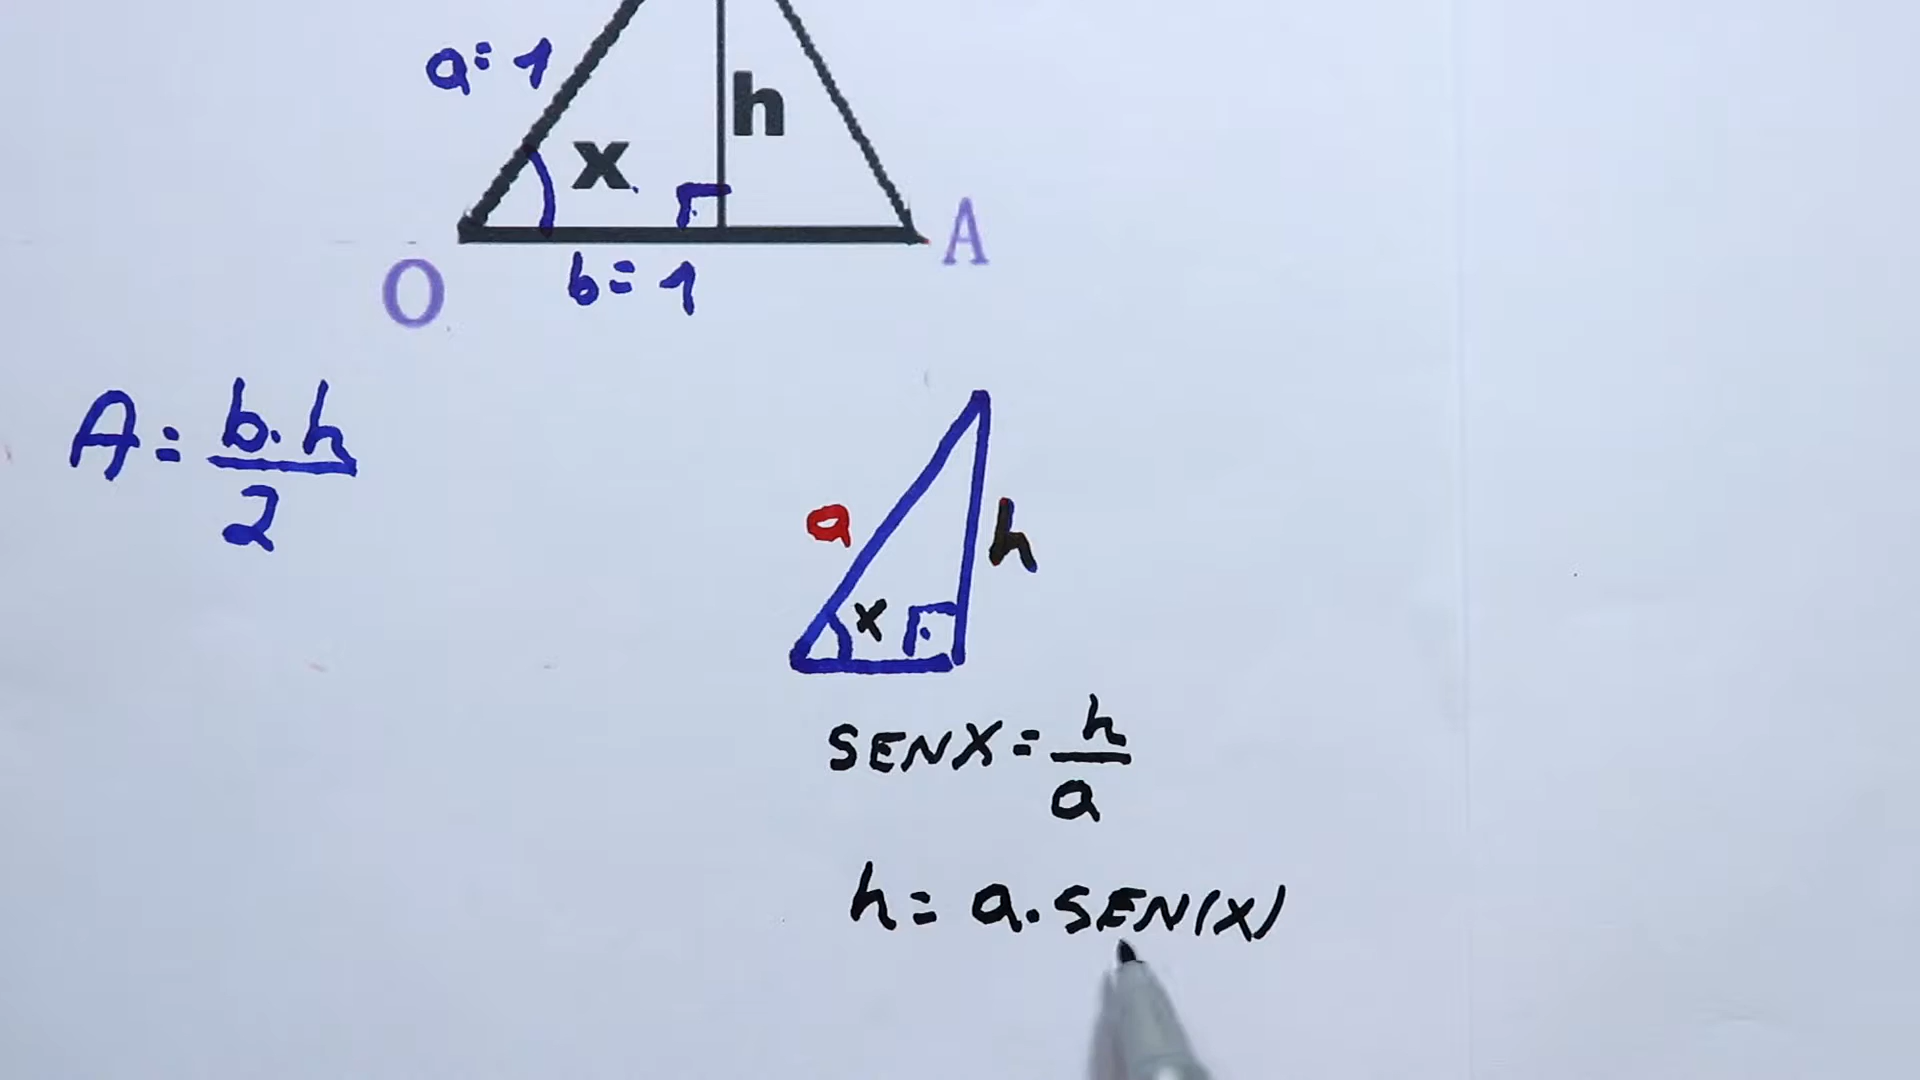 a = 1
h
x
A
O
b = 1
A = b.h/2
a
h
x
SENX = h/a
h = a.SEN(X)